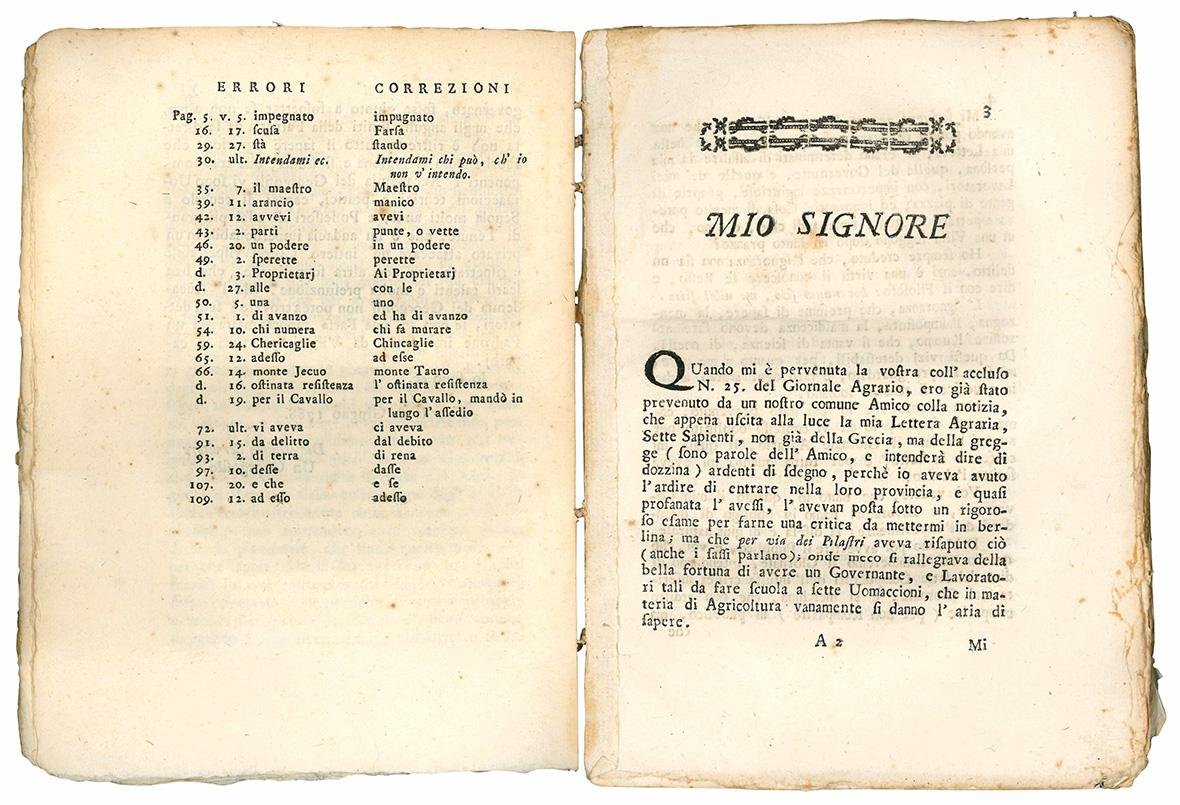 ERRORI CORREZIONI
Pag. 5. v. 5. impegnato impugnato
16. 17. ſcuſa Farſa
29. 27. ſtà ſtando
30. ult. Intendami ec. Intendami chi può, ch' io
non v' intendo.
35. 7. il maeſtro Maeſtro
39. 11. arancio manico
42. 12. avvevi avevi
43. 2. parti punte, o vette
46. 20. un podere in un podere
49. 2. ſperette perette
d. 3. Proprietarj Ai Proprietarj
d. 27. alle con le
50. 5. una uno
51. 1. di avanzo ed ha di avanzo
54. 10. chi numera chi fa murare
59. 24. Chericaglie Chincaglie
65. 12. adeſſo ad eſſe
66. 14. monte Jecuo monte Tauro
d. 16. oſtinata reſiſtenza l' oſtinata reſiſtenza
d. 19. per il Cavallo per il Cavallo, mandò in
lungo l' aſſedio
72. ult. vi aveva ci aveva
91. 15. da delitto dal debito
93. 2. di terra di rena
97. 10. deſſe daſſe
107. 20. e che e ſe
109. 12. ad eſſo adeſſo
3
MIO SIGNORE
QUando mi è pervenuta la voſtra coll' accluſo
N. 25. del Giornale Agrario, ero già ſtato
prevenuto da un noſtro comune Amico colla notizia,
che appena uſcita alla luce la mia Lettera Agraria,
Sette Sapienti, non già della Grecia, ma della greg-
ge (ſono parole dell' Amico, e intenderà dire di
dozzina) ardenti di ſdegno, perchè io aveva avuto
l' ardire di entrare nella loro provincia, e quaſi
profanata l' aveſſi, l' avevan poſta ſotto un rigoro-
ſo eſame per farne una critica da mettermi in ber-
lina; ma che per via dei Pilaſtri aveva riſaputo ciò
(anche i ſaſſi parlano); onde meco ſi rallegrava della
bella fortuna di avere un Governante, e Lavorato-
ri tali da fare ſcuola a ſette Uomaccioni, che in ma-
teria di Agricoltura vanamente ſi danno l' aria di
ſapere.
A 2 Mi